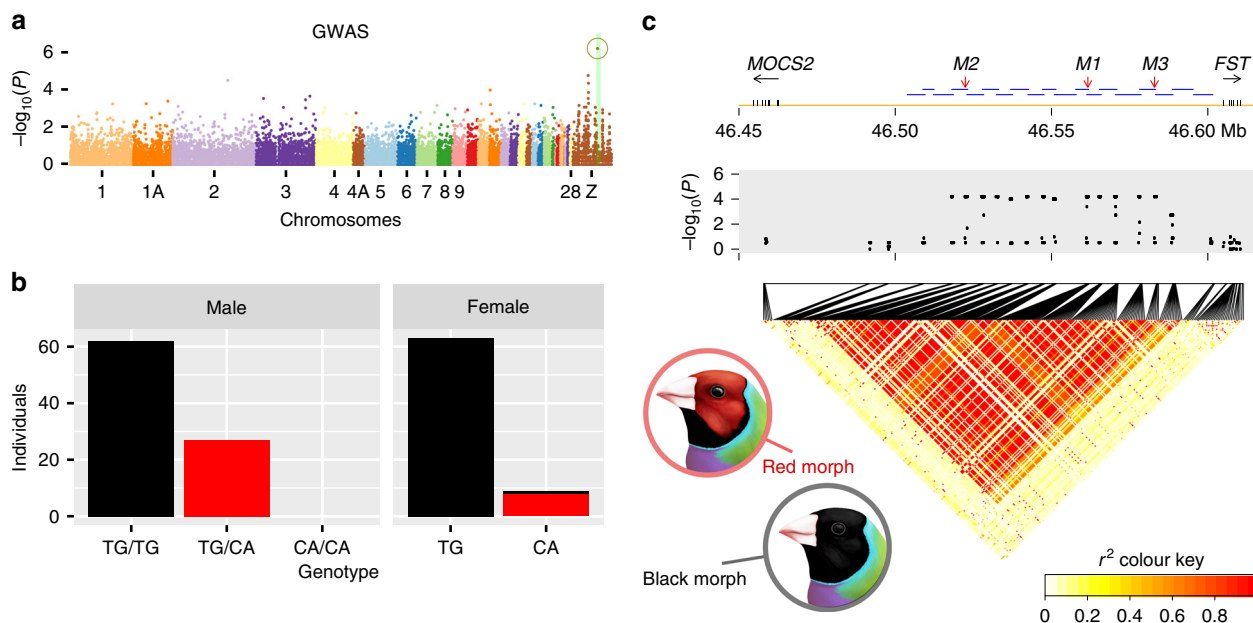 a
GWAS
−log10(P)
6
4
2
0
1 1A 2 3 4 4A 5 6 7 8 9 28 Z
Chromosomes
b
Male Female
Individuals
60
40
20
0
TG/TG TG/CA CA/CA TG CA
Genotype
c
MOCS2 M2 M1 M3 FST
46.45 46.50 46.55 46.60 Mb
−log10(P)
6
4
2
0
Red morph
Black morph
r² colour key
0 0.2 0.4 0.6 0.8